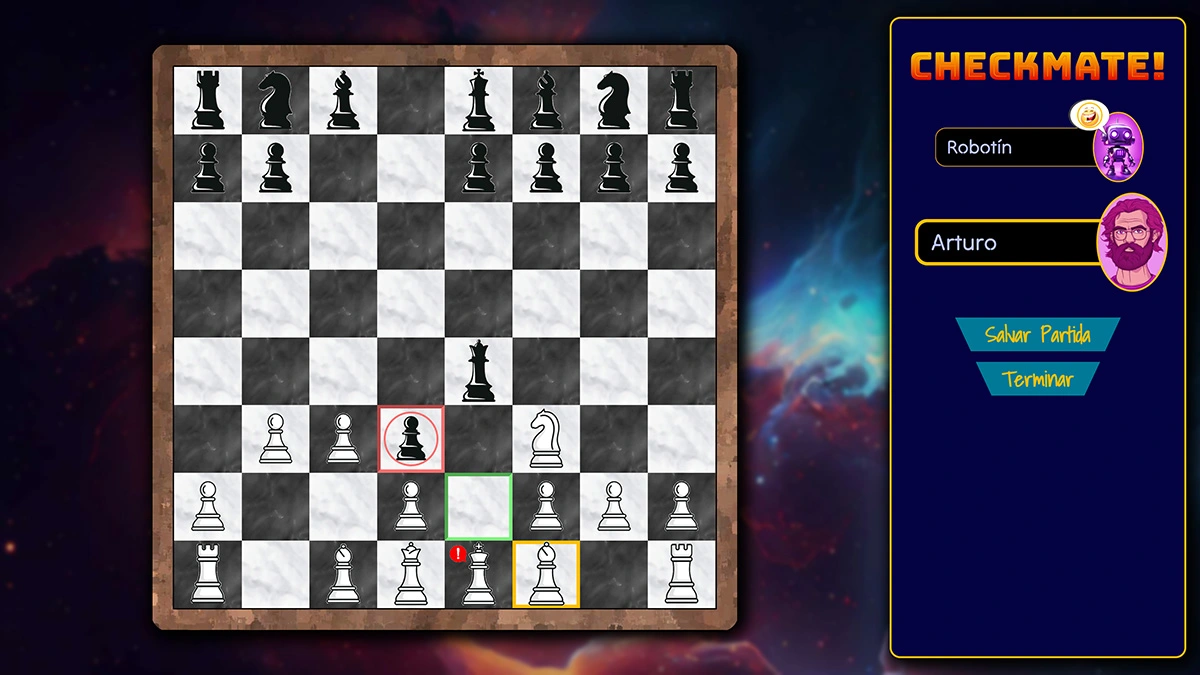 CHECKMATE!
Robotín
Arturo
Salvar Partida
Terminar
!